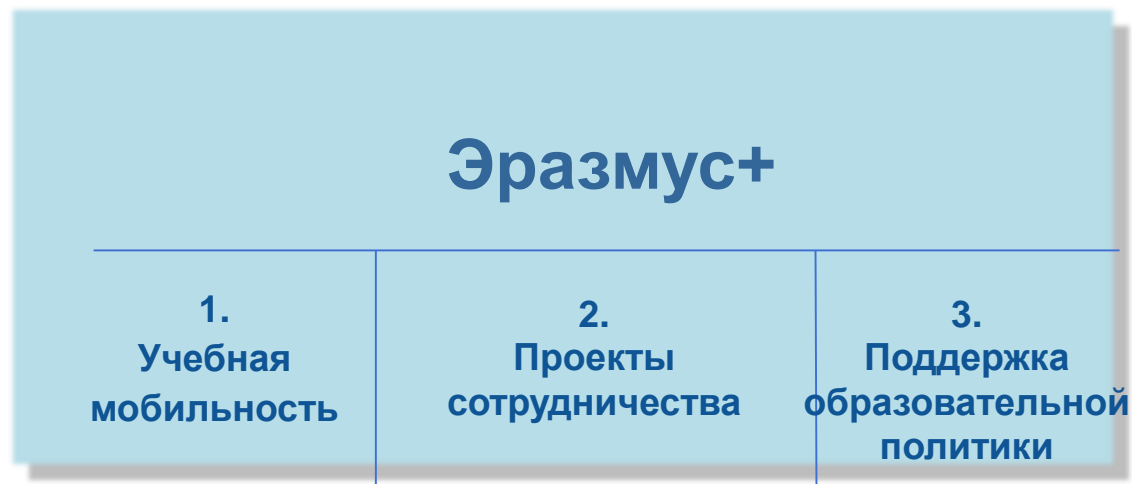 Эразмус+
1.
Учебная
мобильность
2.
Проекты
сотрудничества
3.
Поддержка
образовательной
политики